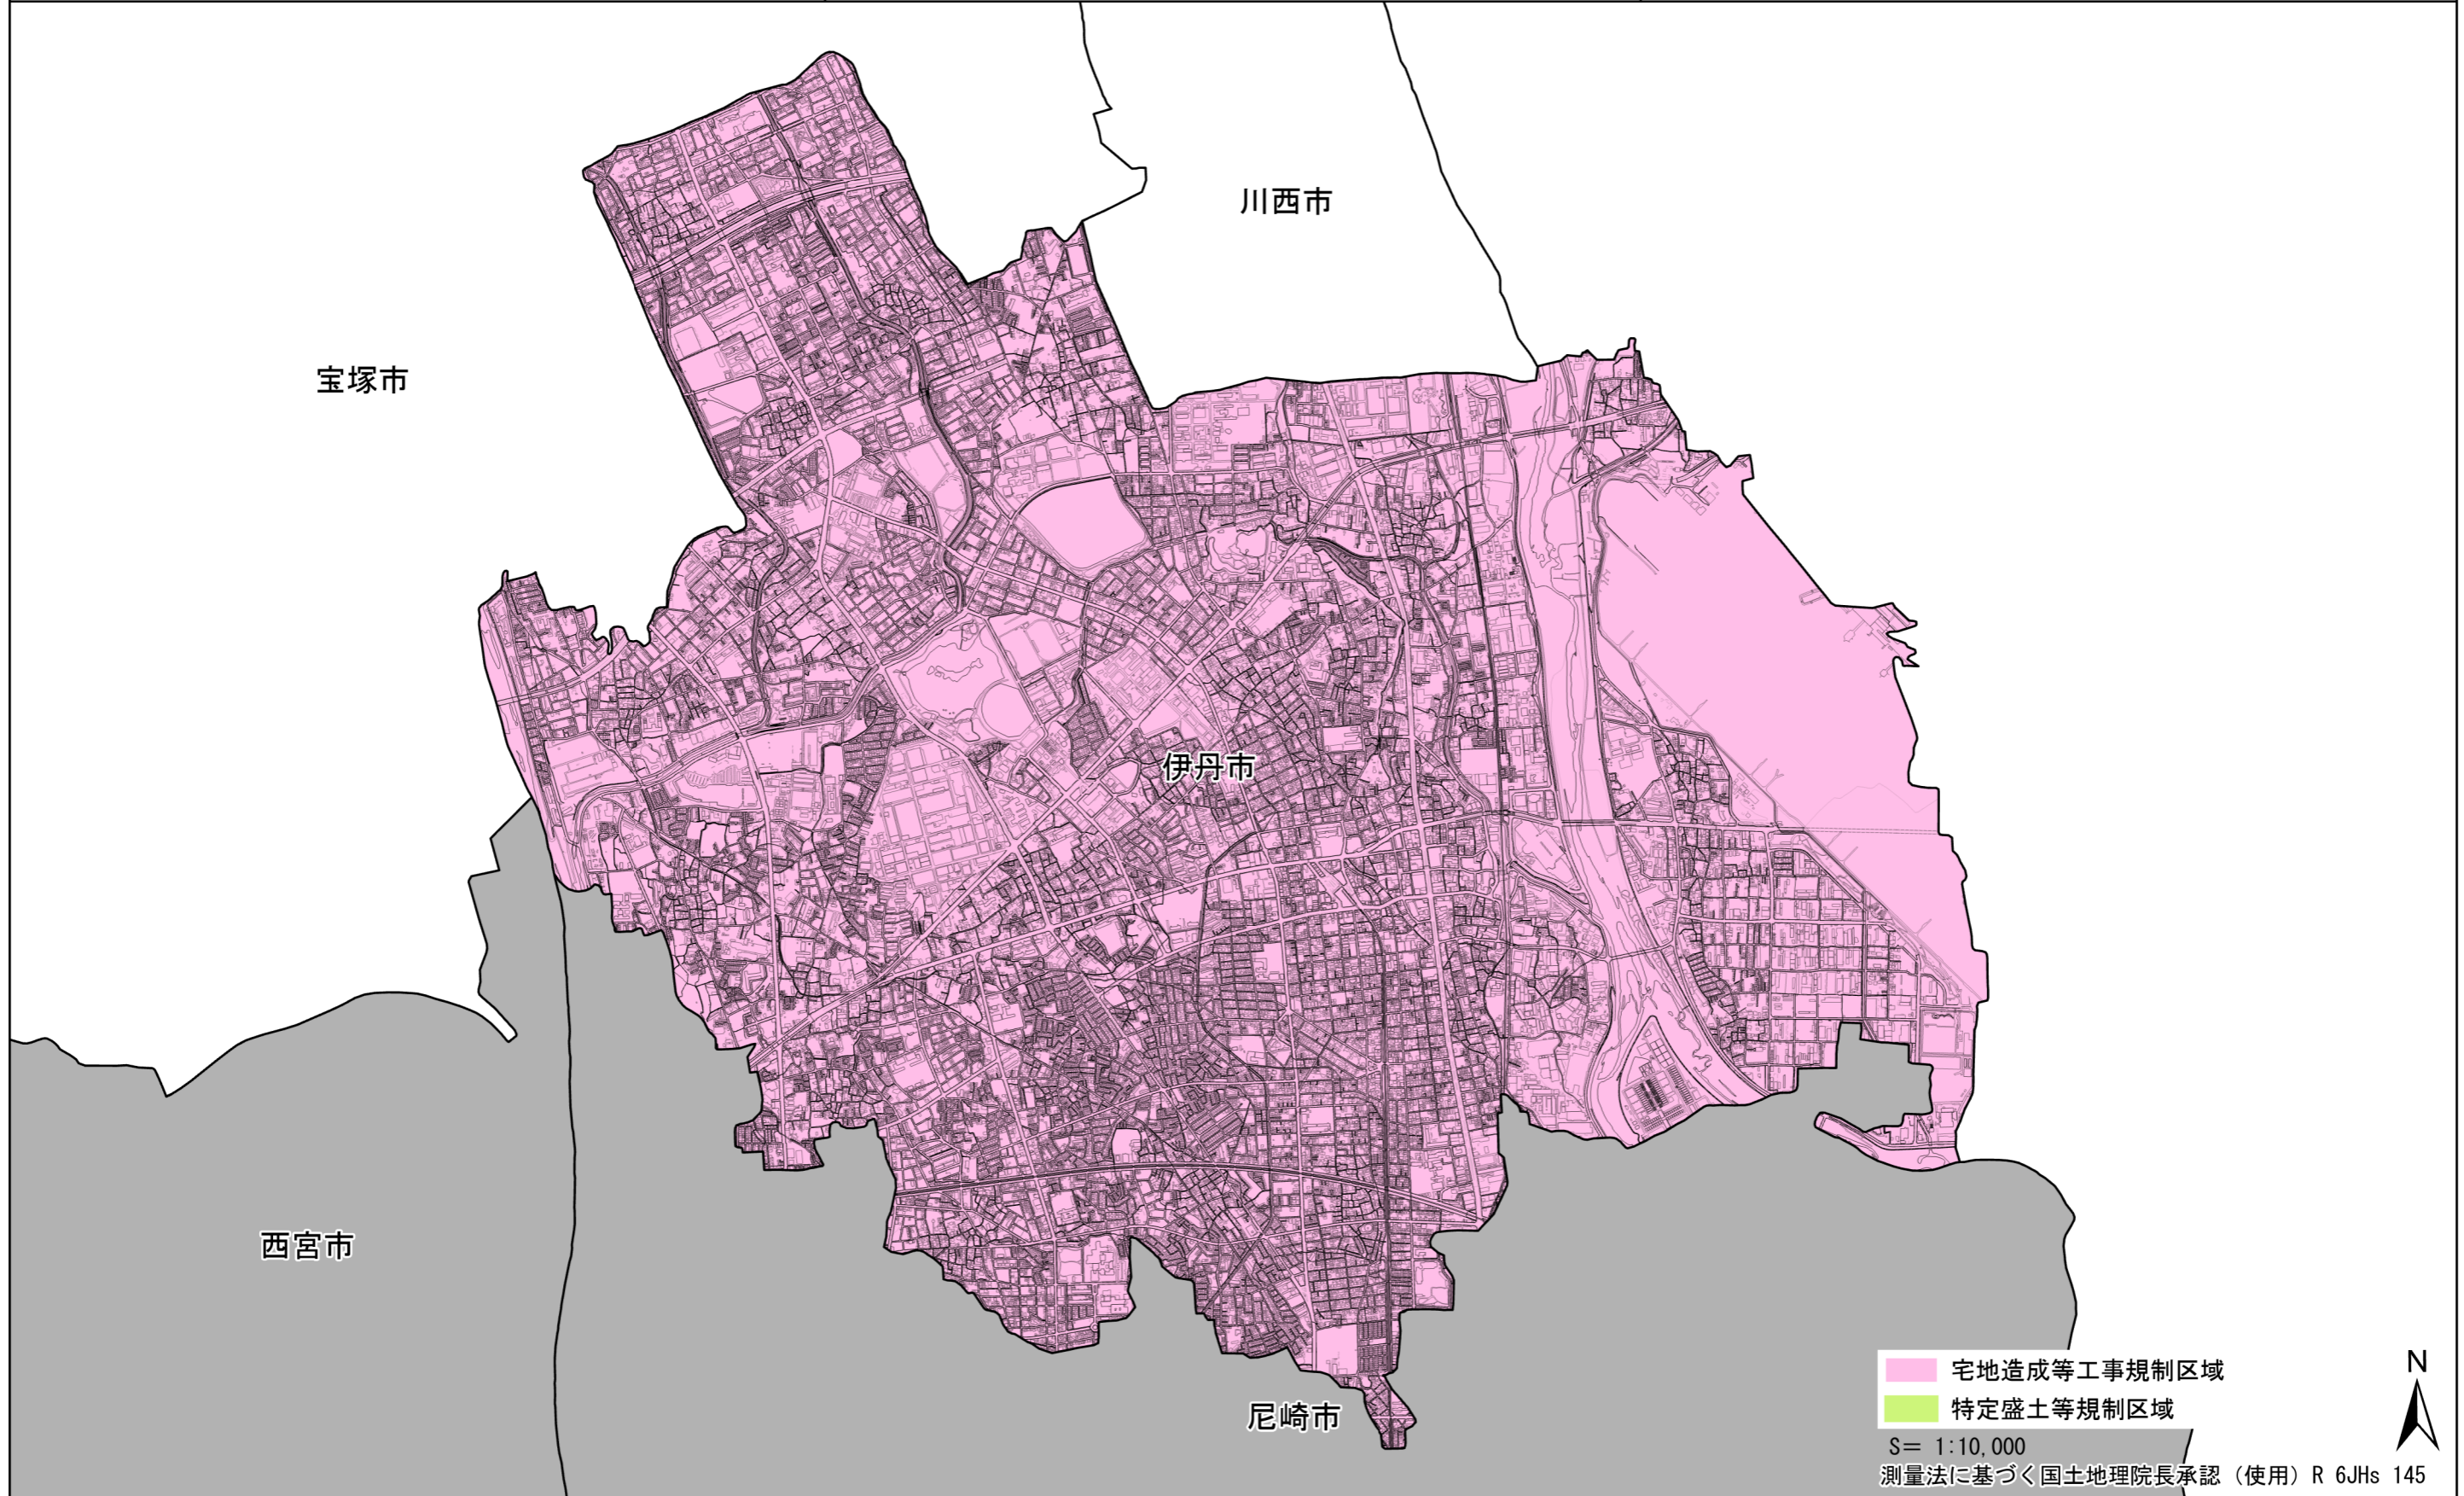 川西市
宝塚市
伊丹市
西宮市
尼崎市
宅地造成等工事規制区域
特定盛土等規制区域
N
S= 1:10,000
測量法に基づく国土地理院長承認（使用）R 6JHs 145